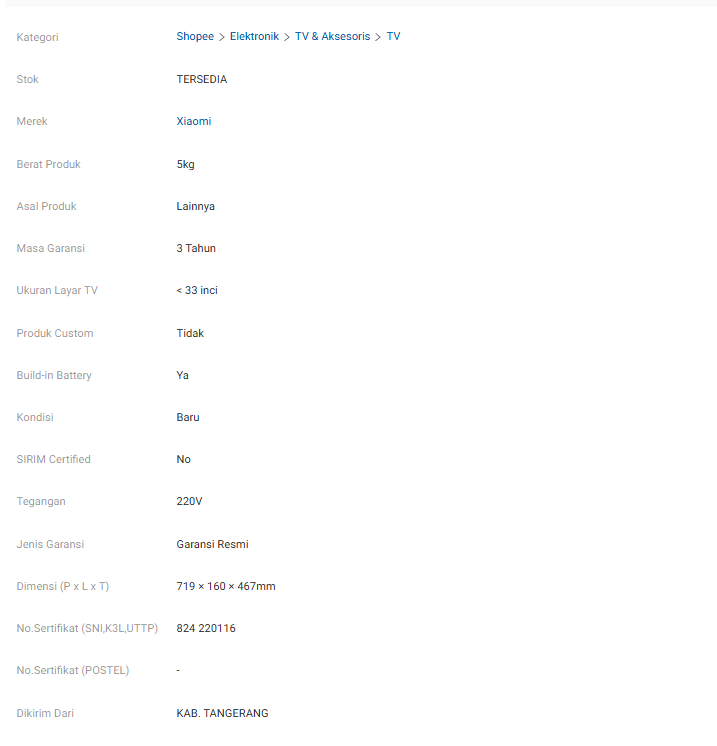 Kategori Shopee > Elektronik > TV & Aksesoris > TV
Stok TERSEDIA
Merek Xiaomi
Berat Produk 5kg
Asal Produk Lainnya
Masa Garansi 3 Tahun
Ukuran Layar TV < 33 inci
Produk Custom Tidak
Build-in Battery Ya
Kondisi Baru
SIRIM Certified No
Tegangan 220V
Jenis Garansi Garansi Resmi
Dimensi (P x L x T) 719 × 160 × 467mm
No.Sertifikat (SNI,K3L,UTTP) 824 220116
No.Sertifikat (POSTEL) -
Dikirim Dari KAB. TANGERANG